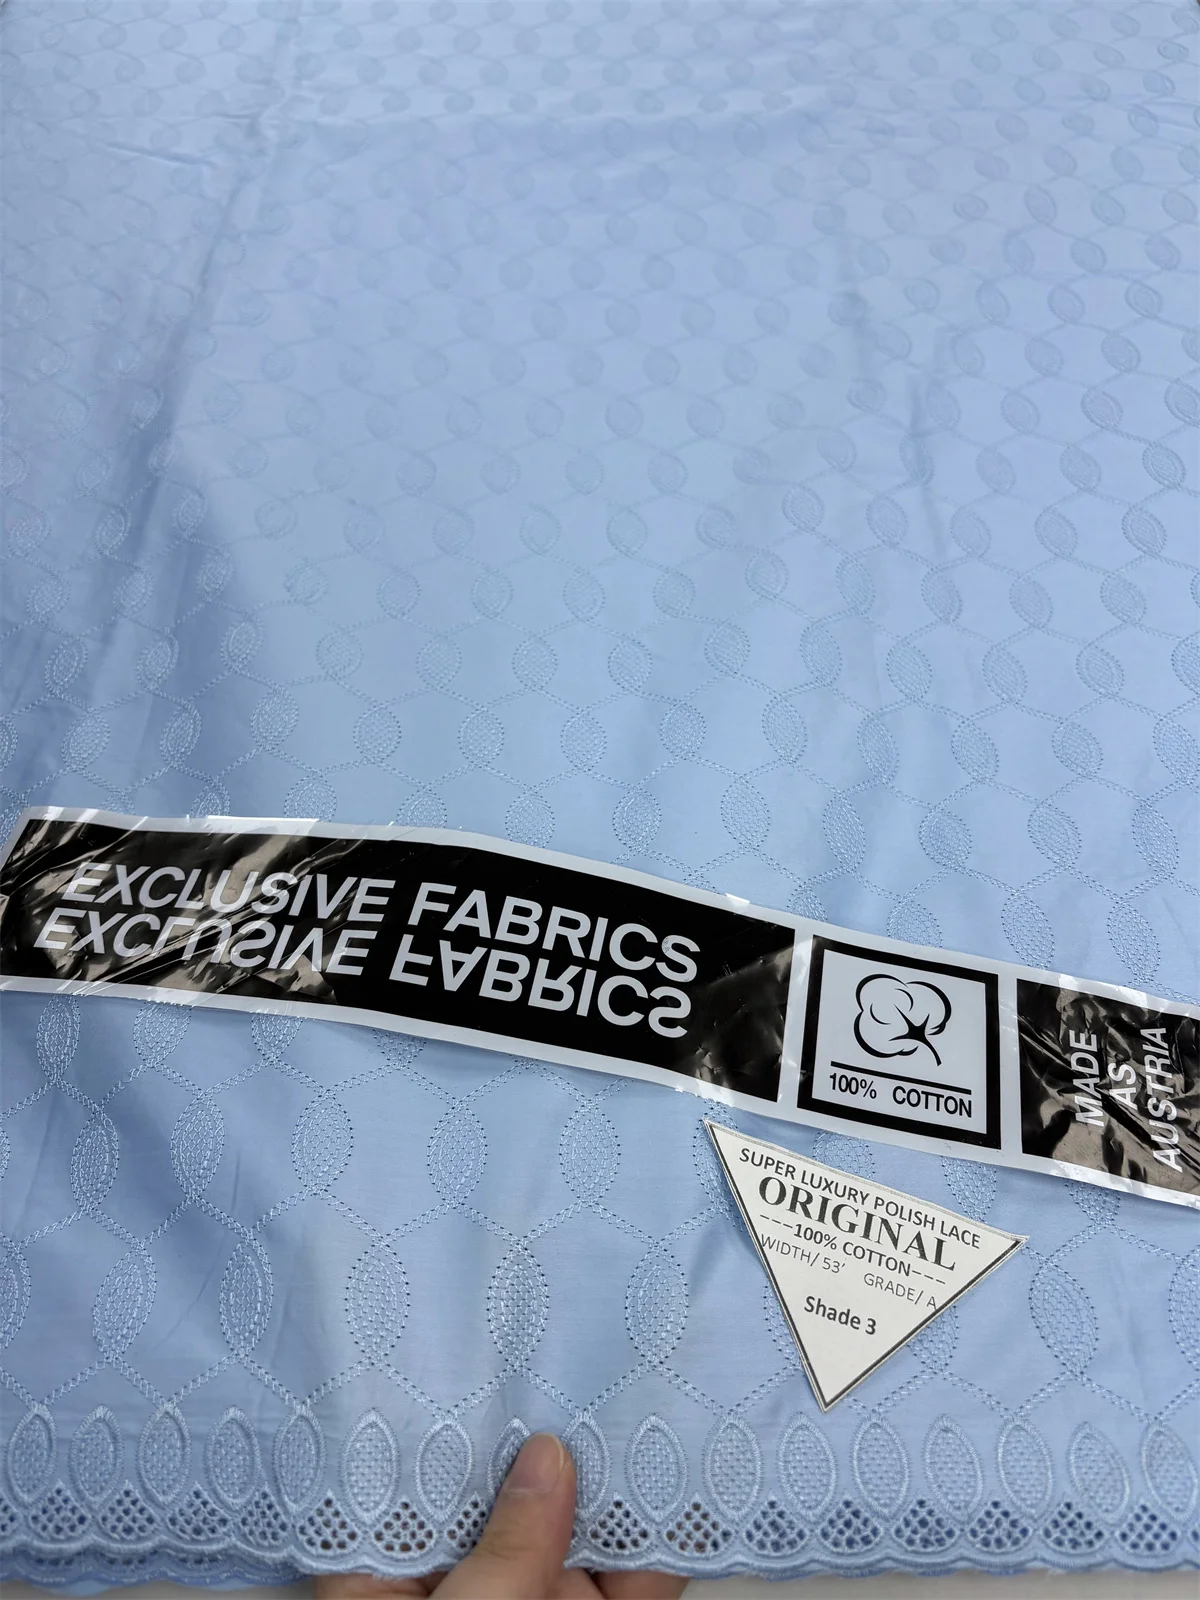 EXCLUSIVE FABRICS
EXCLUSIVE FABRICS
100% COTTON
MADE
AS
AUSTRIA
SUPER LUXURY POLISH LACE
ORIGINAL
---100% COTTON---
WIDTH/ 53' GRADE/ A
Shade 3